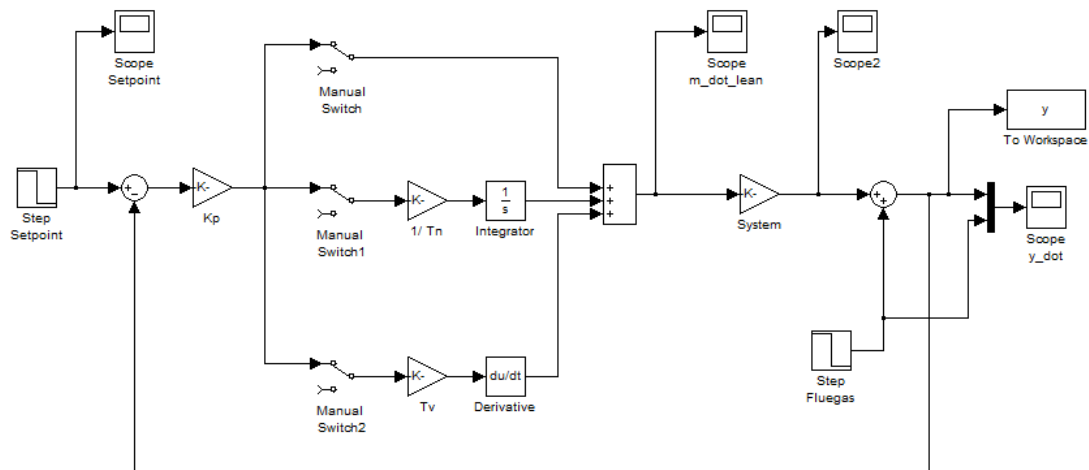 Scope
Setpoint
Manual
Switch
Scope
m_dot_lean
Scope2
y
To Workspace
Step
Setpoint
+
−
K-
Kp
Manual
Switch1
K-
1/ Tn
1
s
Integrator
+
+
+
K-
System
+
+
Scope
y_dot
Step
Fluegas
Manual
Switch2
K-
Tv
du/dt
Derivative